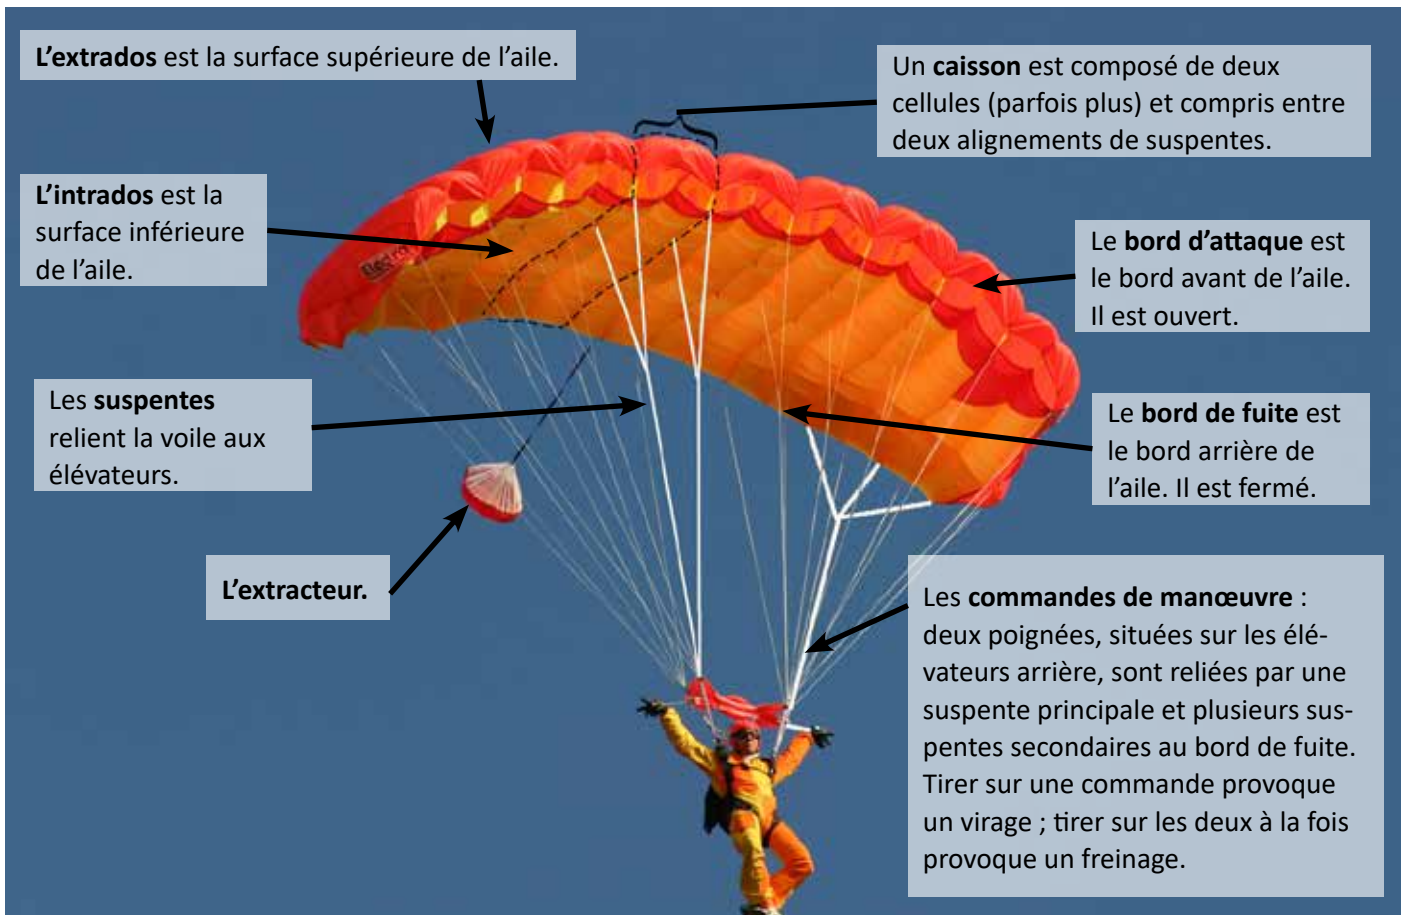 L’extrados est la surface supérieure de l’aile.
Un caisson est composé de deux
cellules (parfois plus) et compris entre
deux alignements de suspentes.
L’intrados est la
surface inférieure
de l’aile.
Electra
Le bord d'attaque est
le bord avant de l’aile.
Il est ouvert.
Les suspentes
relient la voile aux
élévateurs.
Le bord de fuite est
le bord arrière de
l’aile. Il est fermé.
L’extracteur.
Les commandes de manœuvre :
deux poignées, situées sur les élé-
vateurs arrière, sont reliées par une
suspente principale et plusieurs sus-
pentes secondaires au bord de fuite.
Tirer sur une commande provoque
un virage ; tirer sur les deux à la fois
provoque un freinage.